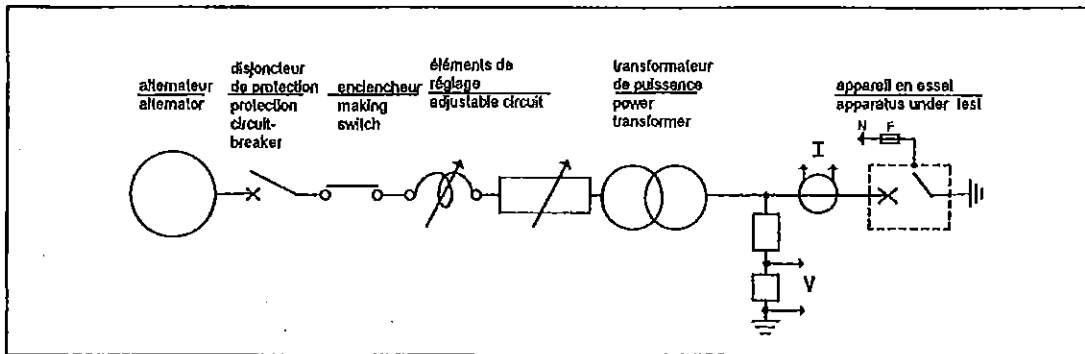 alternateur
alternator
disjoncteur
de protection
protection
circuit-
breaker
enclencheur
making
switch
éléments de
réglage
adjustable circuit
transformateur
de puissance
power
transformer
appareil en essai
apparatus under test
N F
I
V